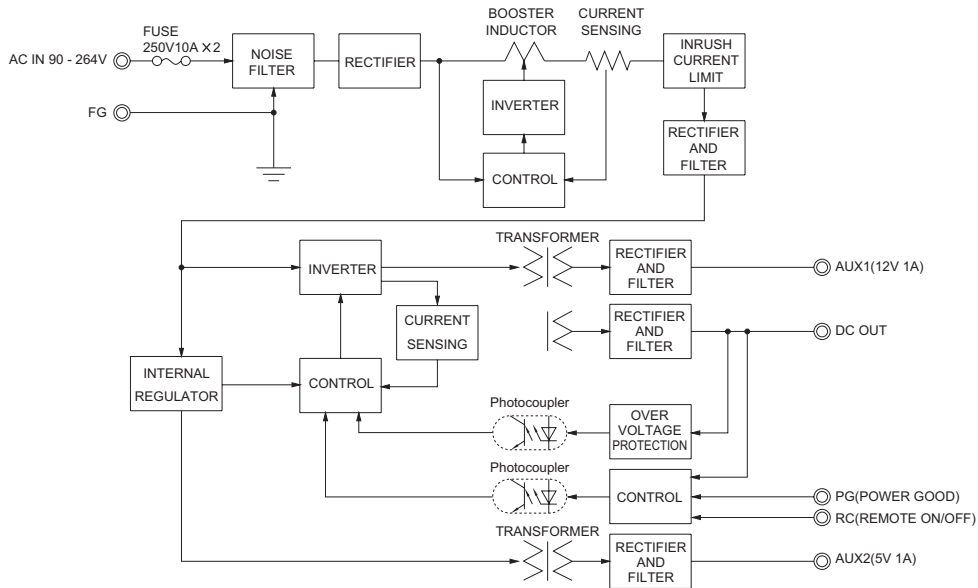 BOOSTER
INDUCTOR
CURRENT
SENSING
FUSE
250V10A ×2
AC IN 90 - 264V
NOISE
FILTER
RECTIFIER
INRUSH
CURRENT
LIMIT
FG
INVERTER
RECTIFIER
AND
FILTER
CONTROL
TRANSFORMER
INVERTER
RECTIFIER
AND
FILTER
AUX1(12V 1A)
CURRENT
SENSING
RECTIFIER
AND
FILTER
DC OUT
INTERNAL
REGULATOR
CONTROL
Photocoupler
OVER
VOLTAGE
PROTECTION
Photocoupler
CONTROL
PG(POWER GOOD)
RC(REMOTE ON/OFF)
TRANSFORMER
RECTIFIER
AND
FILTER
AUX2(5V 1A)